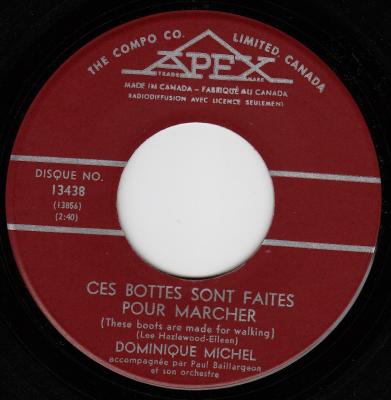 THE COMPO CO. LIMITED CANADA
APEX
TRADE MARK
MADE IN CANADA - FABRIQUÉ AU CANADA
RADIODIFFUSION AVEC LICENCE SEULEMENT
DISQUE NO.
13438
(13856)
(2:40)
CES BOTTES SONT FAITES
POUR MARCHER
(These boots are made for walking)
(Lee Hazlewood-Eileen)
DOMINIQUE MICHEL
accompagnée par Paul Baillargeon
et son orchestre